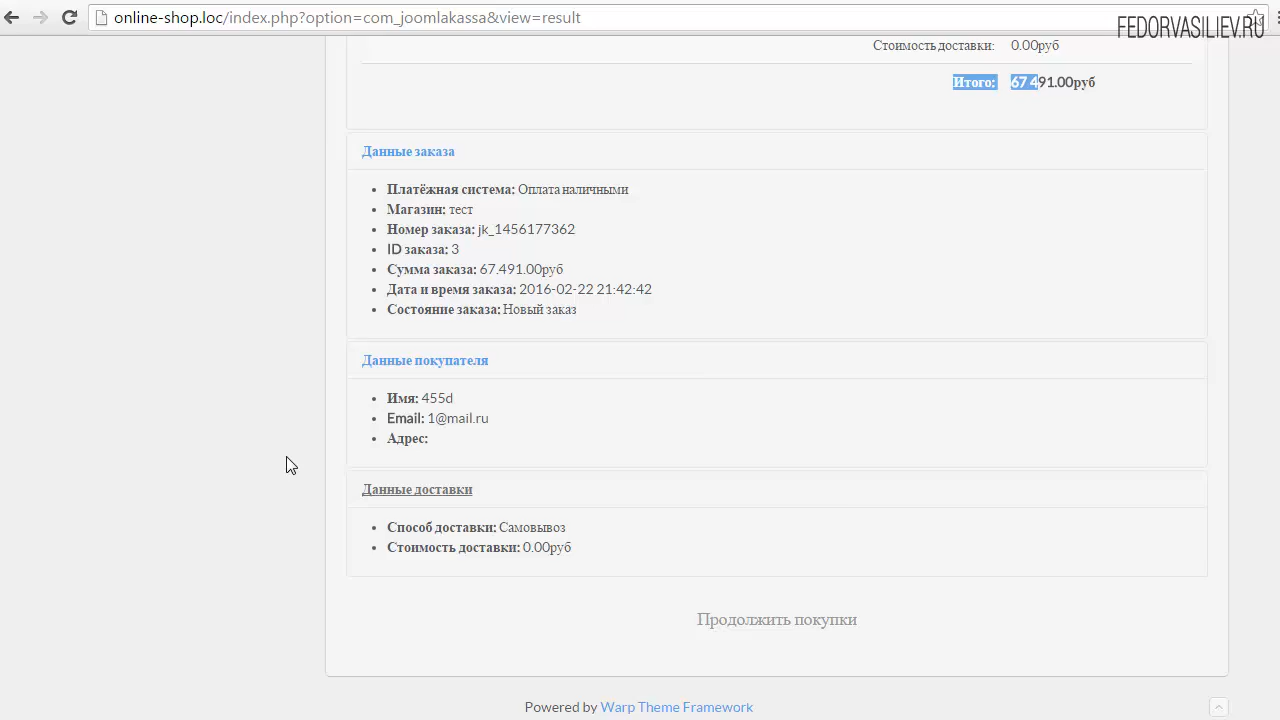 online-shop.loc/index.php?option=com_joomlakassa&view=result
FEDORVASILIEV.RU
Стоимость доставки: 0.00руб
Итого: 67.491.00руб
Данные заказа
Платёжная система: Оплата наличными
Магазин: тест
Номер заказа: jk_1456177362
ID заказа: 3
Сумма заказа: 67.491.00руб
Дата и время заказа: 2016-02-22 21:42:42
Состояние заказа: Новый заказ
Данные покупателя
Имя: 455d
Email: 1@mail.ru
Адрес:
Данные доставки
Способ доставки: Самовывоз
Стоимость доставки: 0.00руб
Продолжить покупки
Powered by Warp Theme Framework